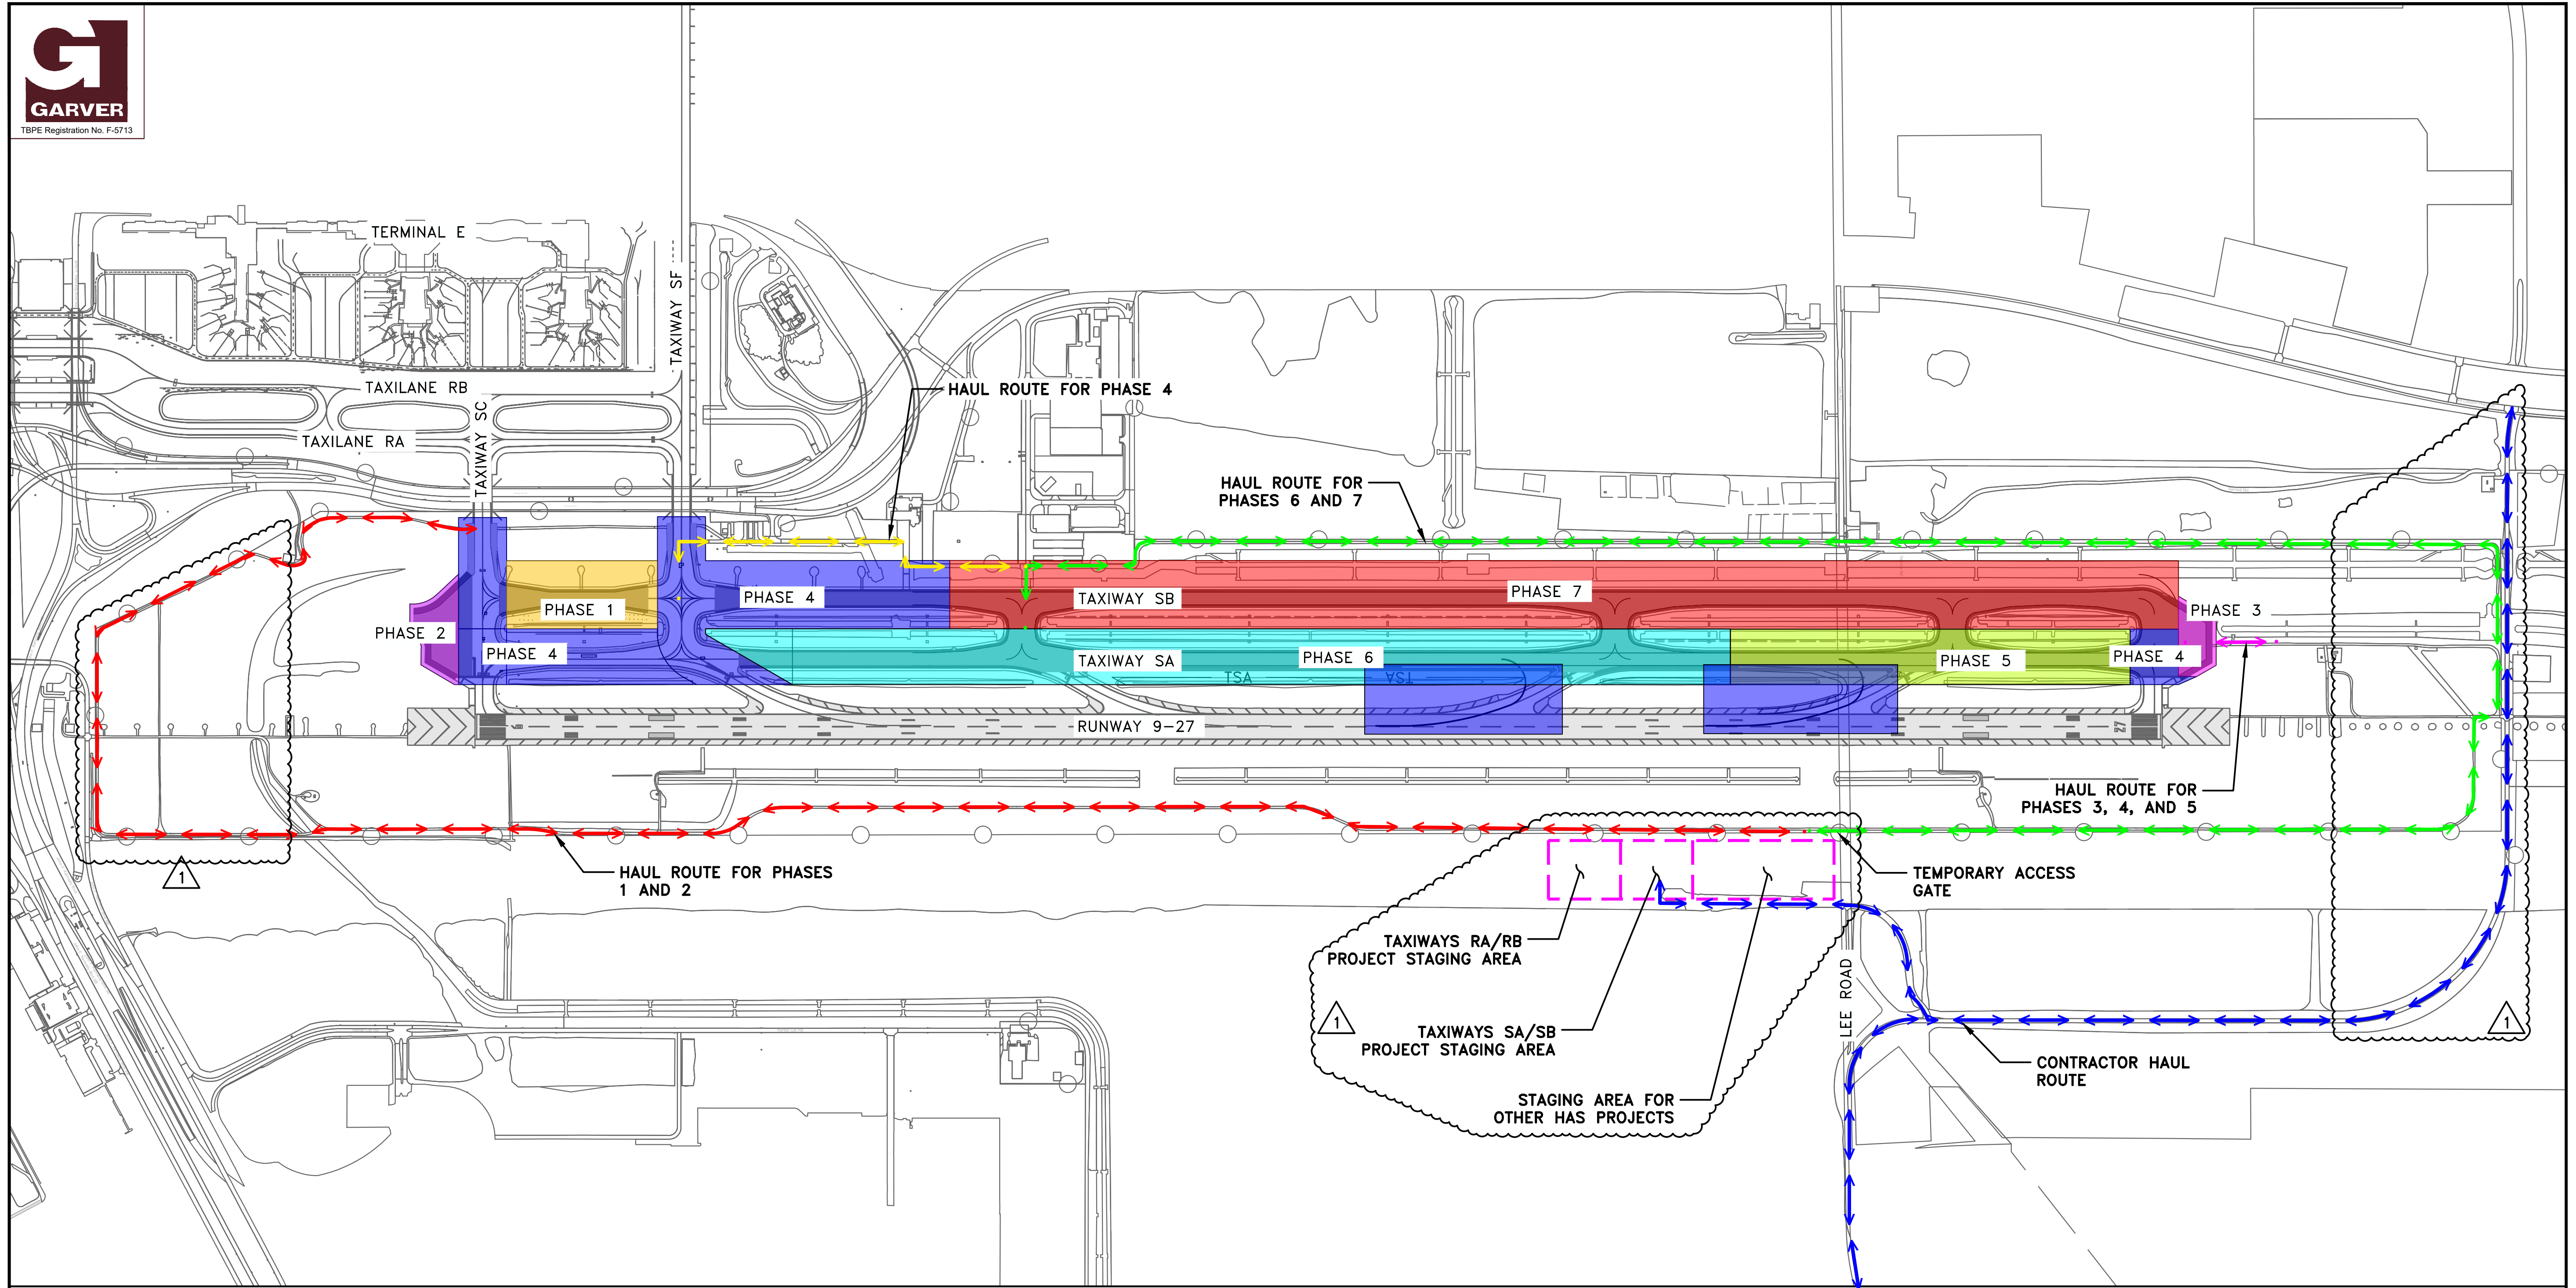 GARVER
TBPE Registration No. F-5713
TERMINAL E
TAXIWAY SF
TAXILANE RB
TAXIWAY SC
TAXILANE RA
HAUL ROUTE FOR PHASE 4
HAUL ROUTE FOR
PHASES 6 AND 7
PHASE 1
PHASE 4
TAXIWAY SB
PHASE 7
PHASE 3
PHASE 2
PHASE 4
TAXIWAY SA
PHASE 6
PHASE 5
PHASE 4
TSA
TSA
RUNWAY 9-27
27
HAUL ROUTE FOR
PHASES 3, 4, AND 5
1
HAUL ROUTE FOR PHASES
1 AND 2
TEMPORARY ACCESS
GATE
TAXIWAYS RA/RB
PROJECT STAGING AREA
LEE ROAD
1
TAXIWAYS SA/SB
PROJECT STAGING AREA
1
CONTRACTOR HAUL
ROUTE
STAGING AREA FOR
OTHER HAS PROJECTS